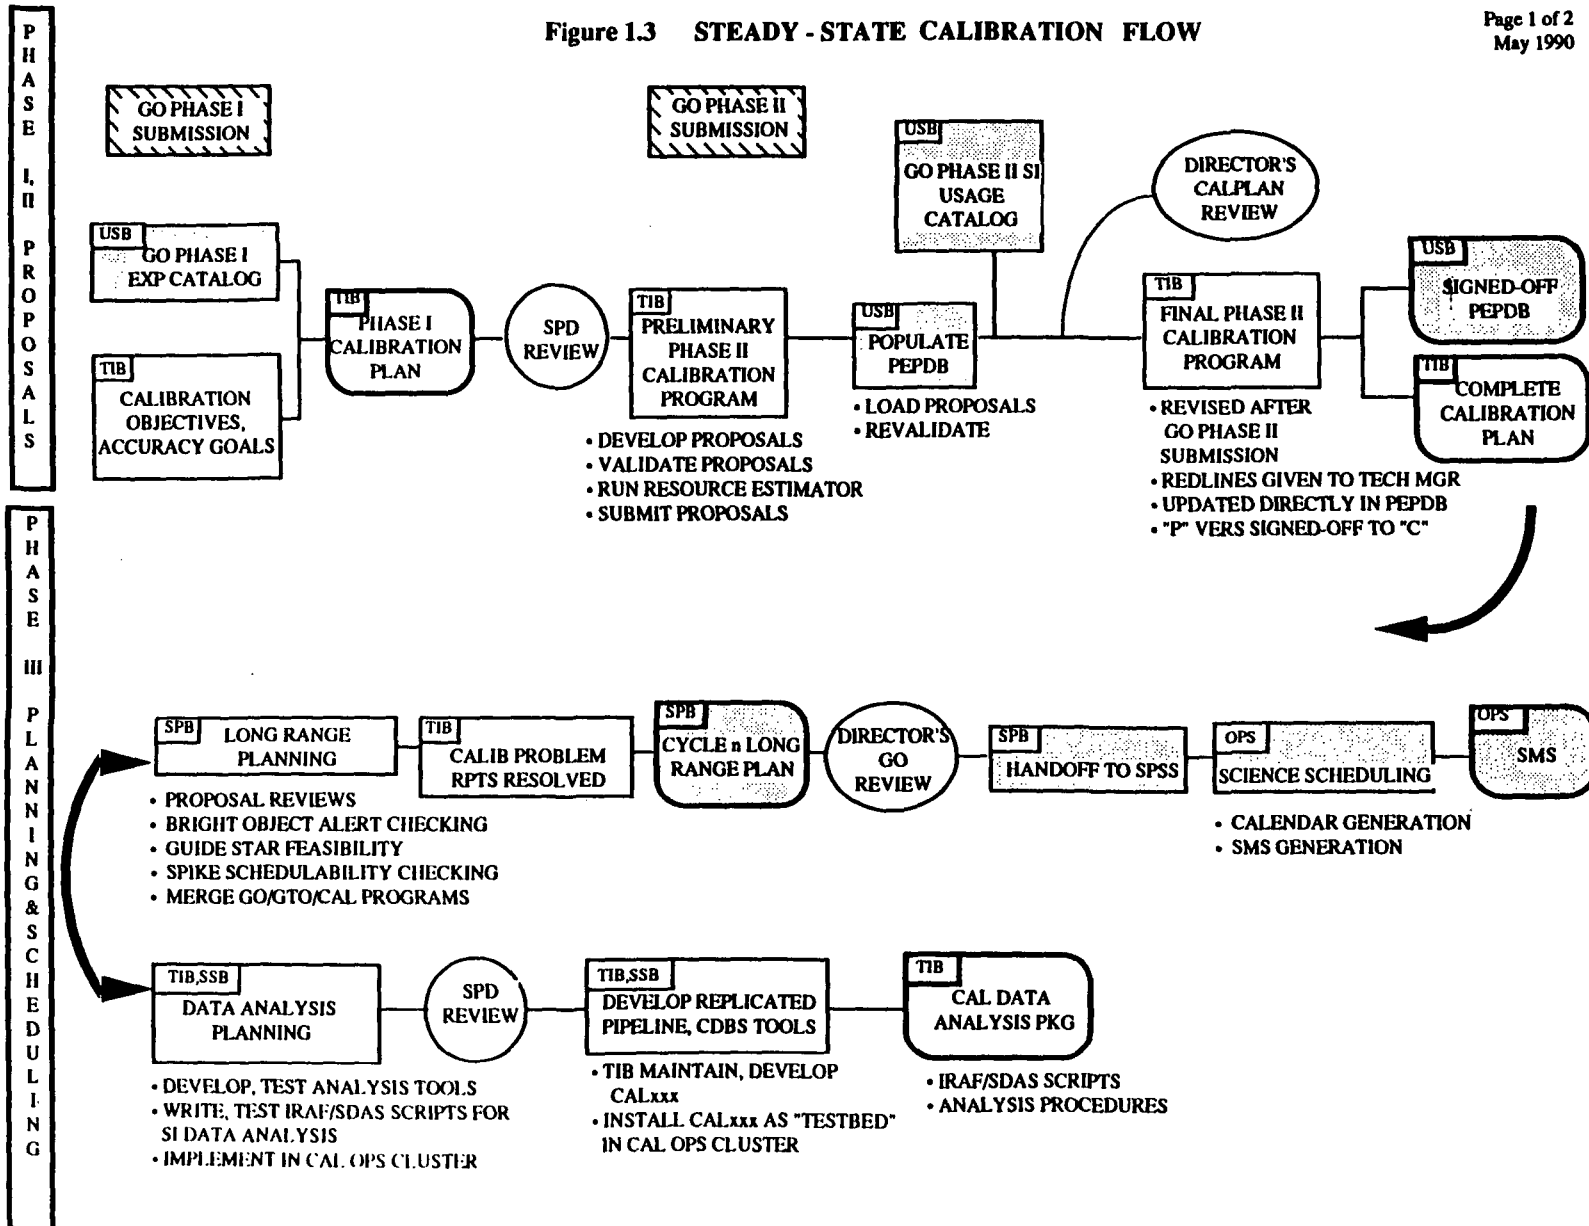 Figure 1.3 STEADY - STATE CALIBRATION FLOW
Page 1 of 2
May 1990
PHASE I, II PROPOSALS
GO PHASE I
SUBMISSION
GO PHASE II
SUBMISSION
USB
GO PHASE II SI
USAGE
CATALOG
DIRECTOR'S
CALPLAN
REVIEW
USB
GO PHASE I
EXP CATALOG
TIB
CALIBRATION
OBJECTIVES,
ACCURACY GOALS
TIB
PHASE I
CALIBRATION
PLAN
SPD
REVIEW
TIB
PRELIMINARY
PHASE II
CALIBRATION
PROGRAM
• DEVELOP PROPOSALS
• VALIDATE PROPOSALS
• RUN RESOURCE ESTIMATOR
• SUBMIT PROPOSALS
USB
POPULATE
PEPDB
• LOAD PROPOSALS
• REVALIDATE
TIB
FINAL PHASE II
CALIBRATION
PROGRAM
• REVISED AFTER
GO PHASE II
SUBMISSION
• REDLINES GIVEN TO TECH MGR
• UPDATED DIRECTLY IN PEPDB
• "P" VERS SIGNED-OFF TO "C"
USB
SIGNED-OFF
PEPDB
TIB
COMPLETE
CALIBRATION
PLAN
PHASE III PLANNING&SCHEDULING
SPB
LONG RANGE
PLANNING
• PROPOSAL REVIEWS
• BRIGHT OBJECT ALERT CHECKING
• GUIDE STAR FEASIBILITY
• SPIKE SCHEDULABILITY CHECKING
• MERGE GO/GTO/CAL PROGRAMS
TIB
CALIB PROBLEM
RPTS RESOLVED
SPB
CYCLE n LONG
RANGE PLAN
DIRECTOR'S
GO
REVIEW
SPB
HANDOFF TO SPSS
OPS
SCIENCE SCHEDULING
• CALENDAR GENERATION
• SMS GENERATION
OPS
SMS
TIB,SSB
DATA ANALYSIS
PLANNING
• DEVELOP, TEST ANALYSIS TOOLS
• WRITE, TEST IRAF/SDAS SCRIPTS FOR
SI DATA ANALYSIS
• IMPLEMENT IN CAL OPS CLUSTER
SPD
REVIEW
TIB,SSB
DEVELOP REPLICATED
PIPELINE, CDBS TOOLS
• TIB MAINTAIN, DEVELOP
CALxxx
• INSTALL CALxxx AS "TESTBED"
IN CAL OPS CLUSTER
TIB
CAL DATA
ANALYSIS PKG
• IRAF/SDAS SCRIPTS
• ANALYSIS PROCEDURES